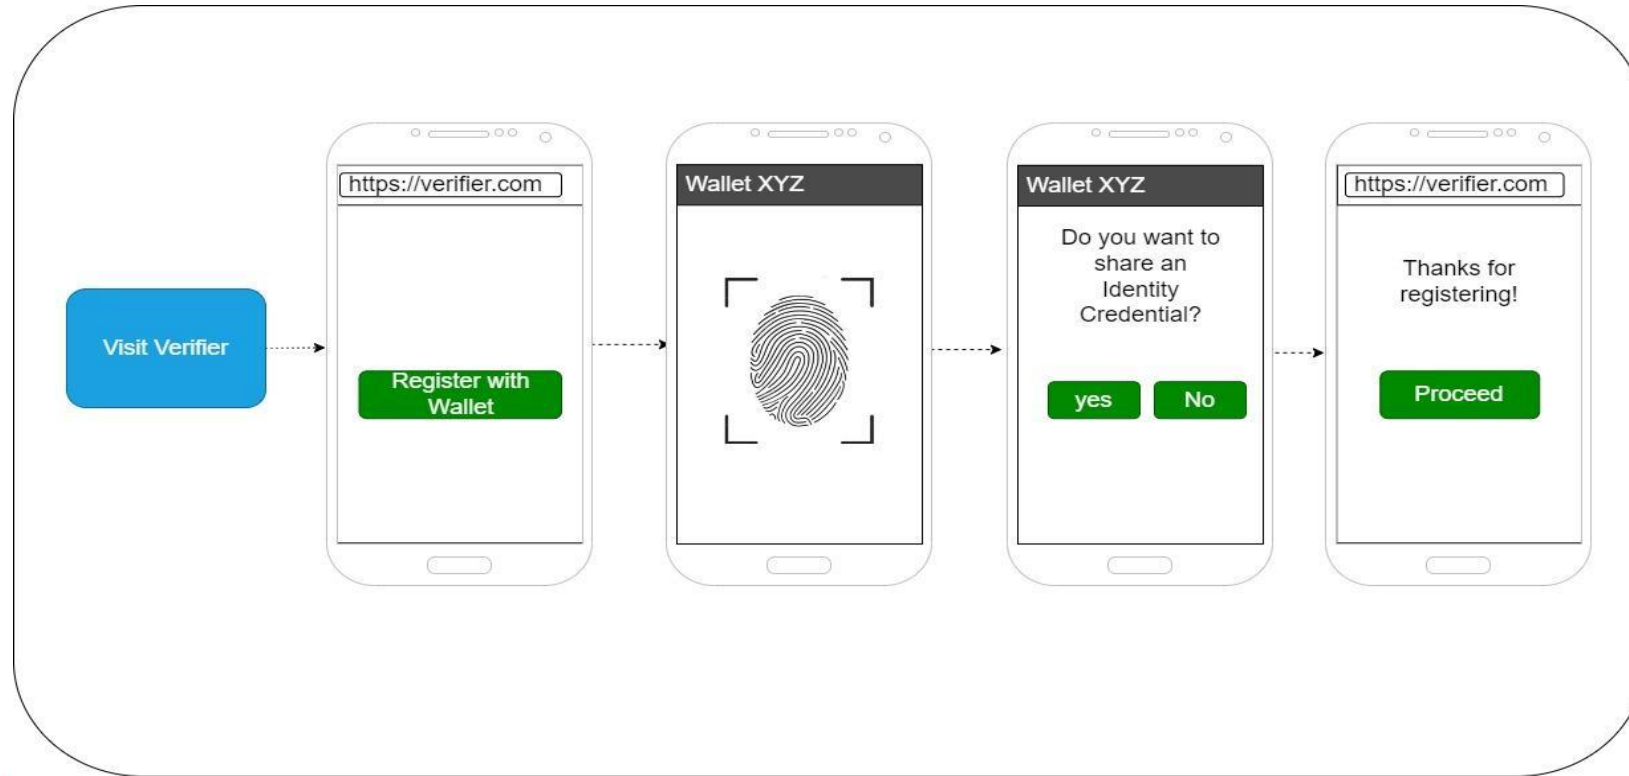 Visit Verifier
https://verifier.com
Register with
Wallet
Wallet XYZ
Wallet XYZ
Do you want to
share an
Identity
Credential?
yes
No
https://verifier.com
Thanks for
registering!
Proceed